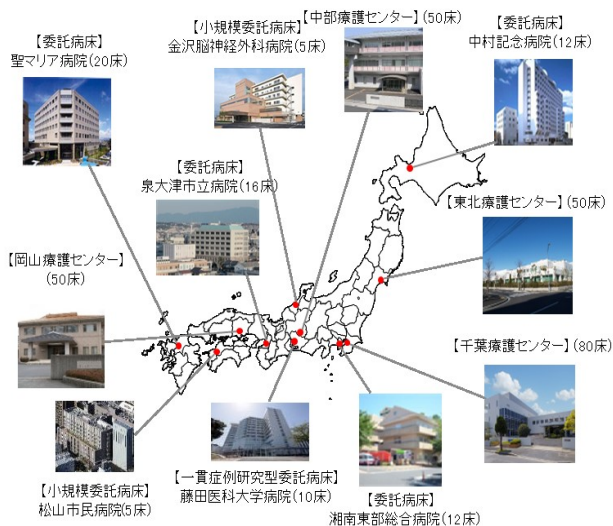 【小規模委託病床】
金沢脳神経外科病院(5床)
【中部療護センター】(50床)
【委託病床】
中村記念病院(12床)
【委託病床】
聖マリア病院(20床)
【委託病床】
泉大津市立病院(16床)
【東北療護センター】(50床)
【岡山療護センター】
(50床)
【千葉療護センター】(80床)
【小規模委託病床】
松山市民病院(5床)
【一貫症例研究型委託病床】
藤田医科大学病院(10床)
【委託病床】
湘南東部総合病院(12床)